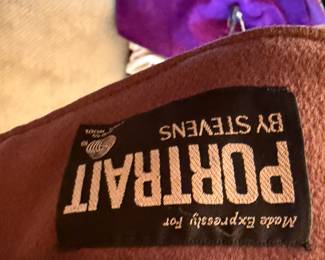 Made Expressly For
PORTRAIT
BY STEVENS